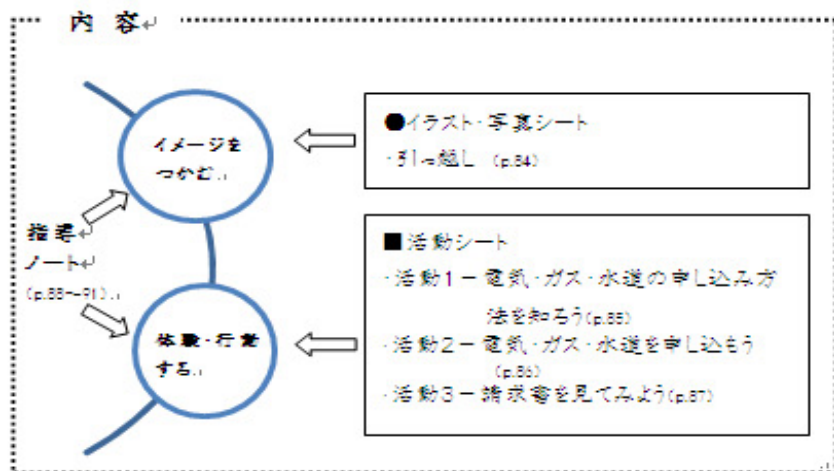 内 容
イメージを
つかむ
●イラスト・写真シート
・引っ越し (p.84)
指導
ノート
(p.88~91)
■活動シート
・活動1－電気・ガス・水道の申し込み方
法を知ろう(p.85)
・活動2－電気・ガス・水道を申し込もう
(p.86)
・活動3－請求書を見てみよう(p.87)
体験・行動
する